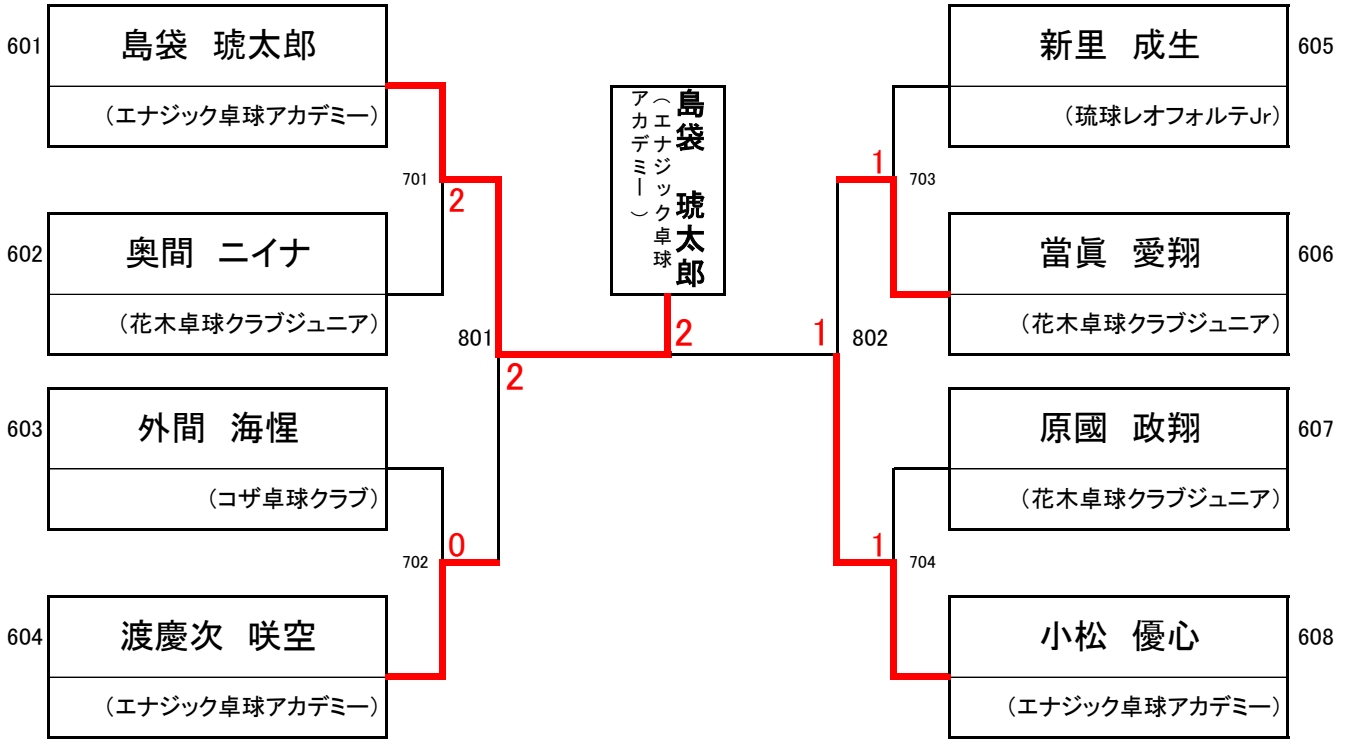 601
島袋　琥太郎
（エナジック卓球アカデミー）
701
2
602
奥間　ニイナ
（花木卓球クラブジュニア）
801
2
603
外間　海惺
（コザ卓球クラブ）
702
0
604
渡慶次　咲空
（エナジック卓球アカデミー）
島袋　琥太郎
（エナジック卓球
アカデミー）
2
1
802
605
新里　成生
（琉球レオフォルテJr）
1
703
606
當眞　愛翔
（花木卓球クラブジュニア）
607
原國　政翔
（花木卓球クラブジュニア）
1
704
608
小松　優心
（エナジック卓球アカデミー）